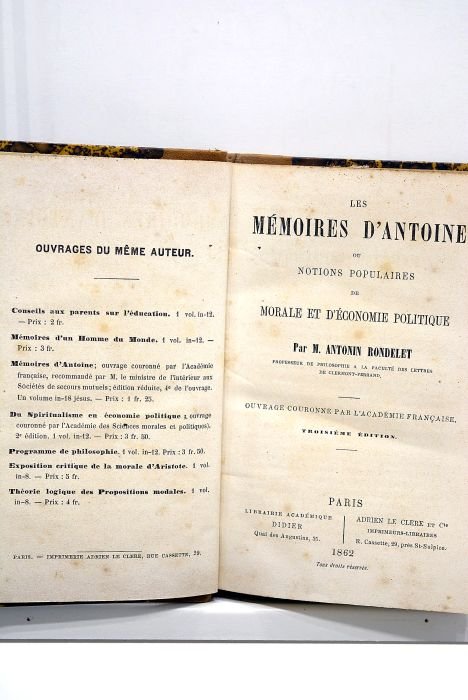 OUVRAGES DU MÊME AUTEUR.
Conseils aux parents sur l'éducation. 1 vol. in-12.
— Prix : 2 fr.
Mémoires d'un Homme du Monde. 1 vol. in-12. —
Prix : 3 fr.
Mémoires d'Antoine; ouvrage couronné par l'Académie
française, recommandé par M. le ministre de l'intérieur aux
Sociétés de secours mutuels; édition réduite, 4e de l'ouvrage.
Un volume in-18 jésus. — Prix : 1 fr. 25.
Du Spiritualisme en économie politique; ouvrage
couronné par l'Académie des Sciences morales et politiques).
2e édition. 1 vol. in-12. — Prix : 3 fr. 50.
Programme de philosophie. 1 vol. in-12. Prix : 3 fr. 50.
Exposition critique de la morale d'Aristote. 1 vol.
in-8. — Prix : 5 fr.
Théorie logique des Propositions modales. 1 vol.
in-8. — Prix : 4 fr.
PARIS. — IMPRIMERIE ADRIEN LE CLERE, RUE CASSETTE, 29.
LES
MÉMOIRES D'ANTOINE
OU
NOTIONS POPULAIRES
DE
MORALE ET D'ÉCONOMIE POLITIQUE
Par M. ANTONIN RONDELET
PROFESSEUR DE PHILOSOPHIE A LA FACULTÉ DES LETTRES
DE CLERMONT-FERRAND.
OUVRAGE COURONNÉ PAR L'ACADÉMIE FRANÇAISE.
TROISIÈME ÉDITION.
PARIS
LIBRAIRIE ACADÉMIQUE
DIDIER
Quai des Augustins, 35.
ADRIEN LE CLERE ET Cie
IMPRIMEURS-LIBRAIRES
R. Cassette, 29, près St-Sulpice.
1862
Tous droits réservés.